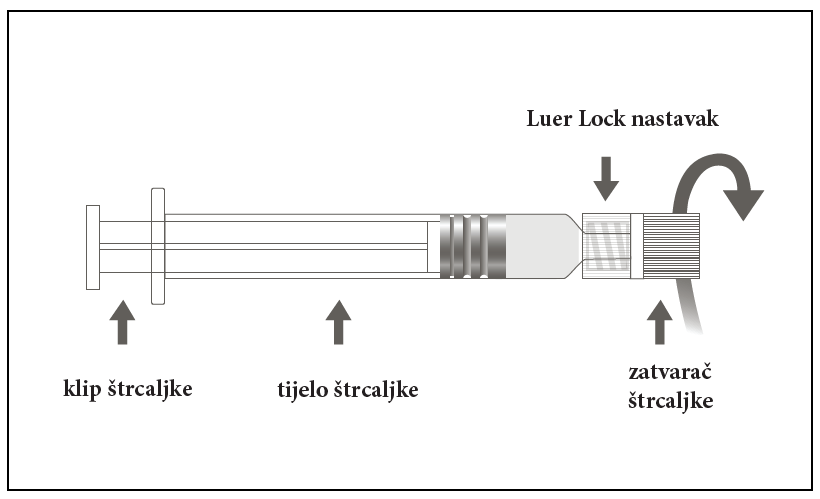 Luer Lock nastavak
klip štrcaljke
tijelo štrcaljke
zatvarač
štrcaljke